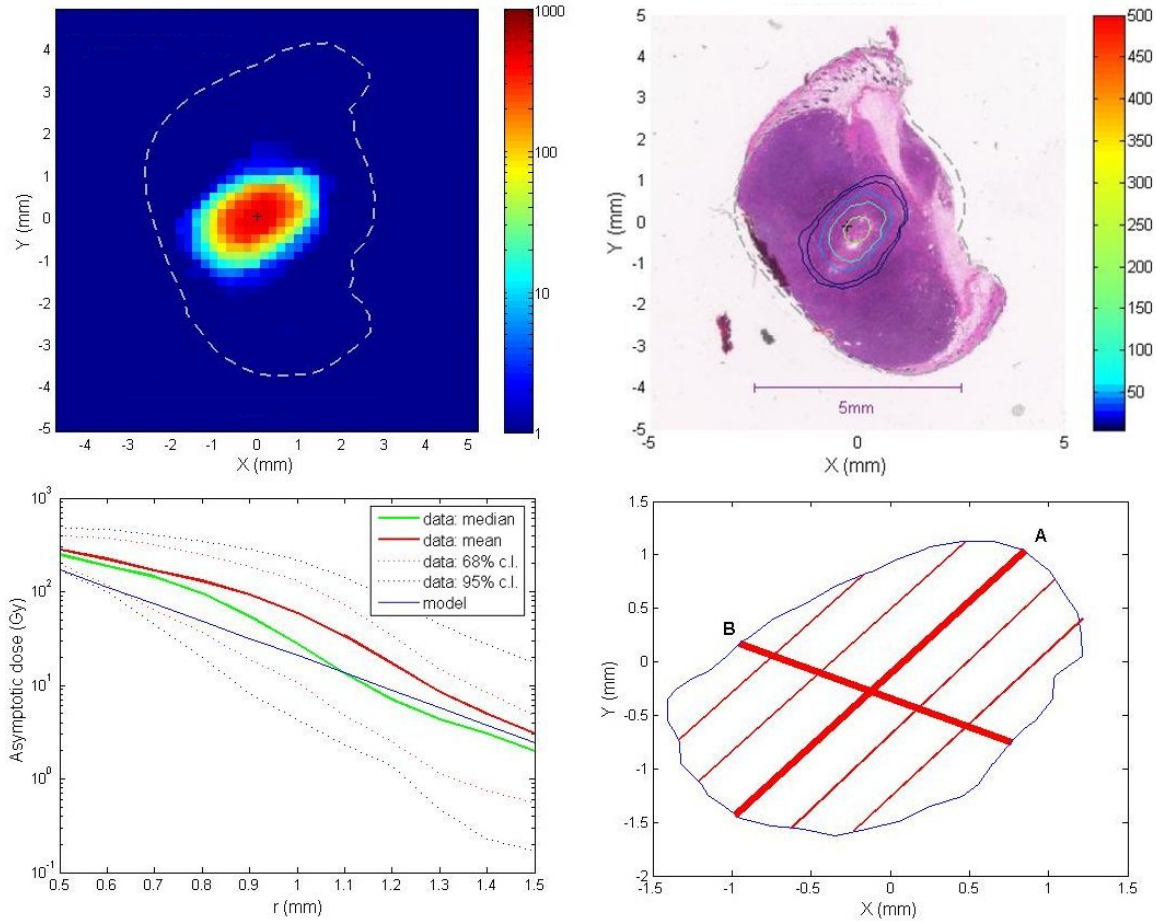 1000
100
10
1
4
3
2
1
0
-1
-2
-3
-4
-5
-4 -3 -2 -1 0 1 2 3 4 5
Y (mm)
X (mm)
5
4
3
2
1
0
-1
-2
-3
-4
-5
-5 0 5
Y (mm)
X (mm)
5mm
500
450
400
350
300
250
200
150
100
50
10³
10²
10¹
10⁰
10⁻¹
0.5 0.6 0.7 0.8 0.9 1 1.1 1.2 1.3 1.4 1.5
Asymptotic dose (Gy)
r (mm)
data: median
data: mean
data: 68% c.l.
data: 95% c.l.
model
1.5
1
0.5
0
-0.5
-1
-1.5
-2
-1.5 -1 -0.5 0 0.5 1 1.5
Y (mm)
X (mm)
A
B